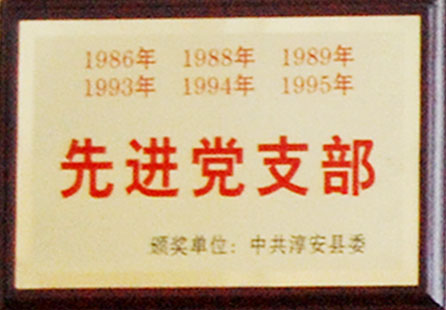 1986年 1988年 1989年
1993年 1994年 1995年
先进党支部
颁奖单位：中共淳安县委